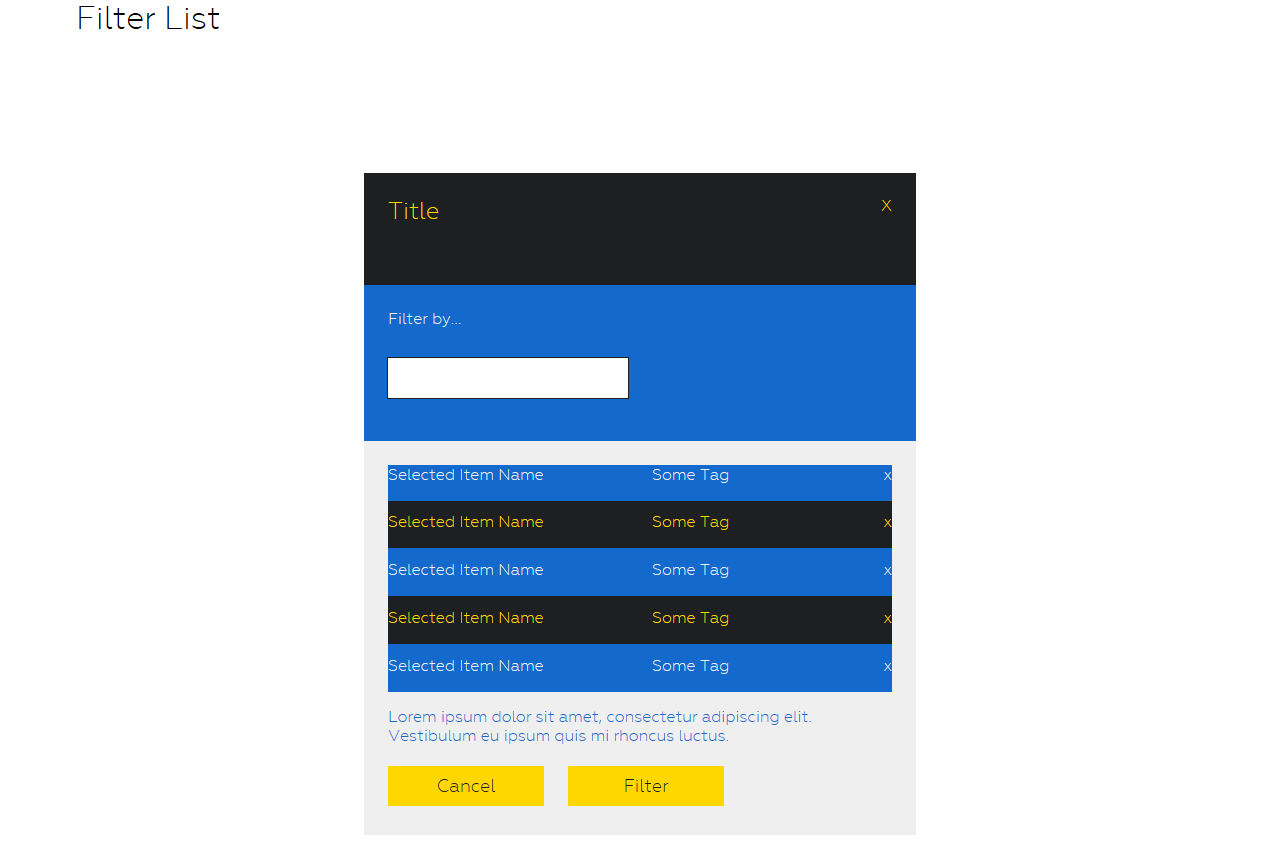 Filter List
Title X
Filter by...
Selected Item Name Some Tag x
Selected Item Name Some Tag x
Selected Item Name Some Tag x
Selected Item Name Some Tag x
Selected Item Name Some Tag x
Lorem ipsum dolor sit amet, consectetur adipiscing elit.
Vestibulum eu ipsum quis mi rhoncus luctus.
Cancel Filter